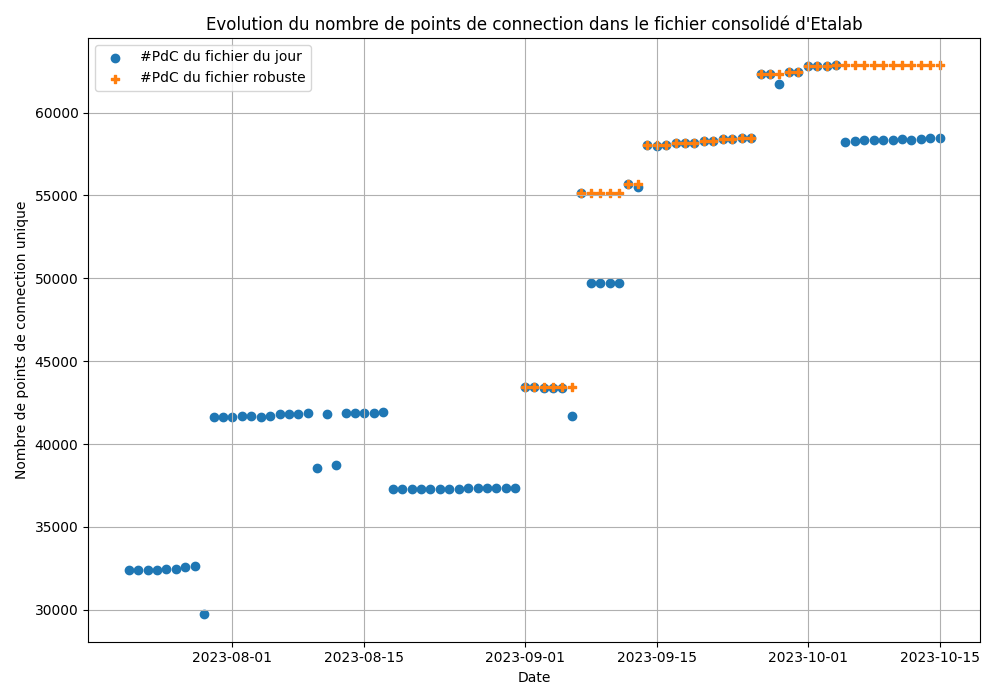 Evolution du nombre de points de connection dans le fichier consolidé d'Etalab
#PdC du fichier du jour
#PdC du fichier robuste
Nombre de points de connection unique
60000
55000
50000
45000
40000
35000
30000
2023-08-01
2023-08-15
2023-09-01
2023-09-15
2023-10-01
2023-10-15
Date